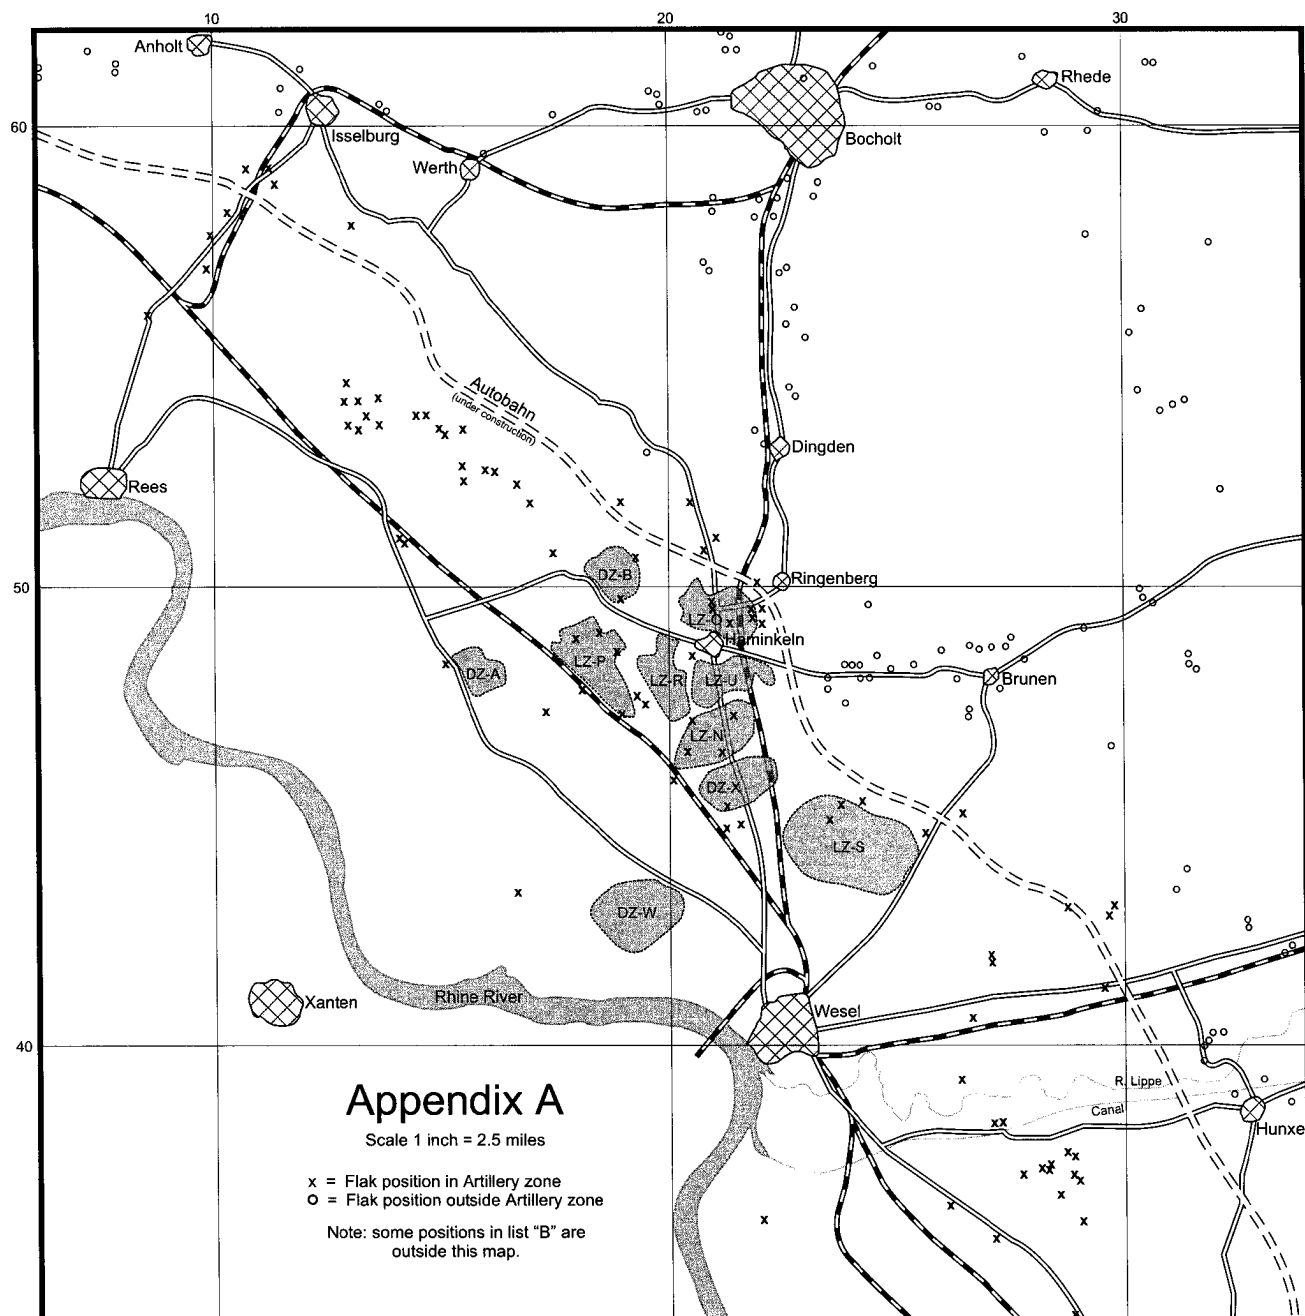 10
20
30
Anholt
Rhede
60
Isselburg
Bocholt
Werth
Autobahn
(under construction)
Dingden
Rees
50
DZ-B
Ringenberg
LZ-O
Haminkeln
LZ-P
DZ-A
LZ-R
LZ-U
Brunen
LZ-N
DZ-X
LZ-S
DZ-W
Xanten
Rhine River
Wesel
40
R. Lippe
Canal
Hunxe
Appendix A
Scale 1 inch = 2.5 miles
x = Flak position in Artillery zone
O = Flak position outside Artillery zone
Note: some positions in list “B” are
outside this map.